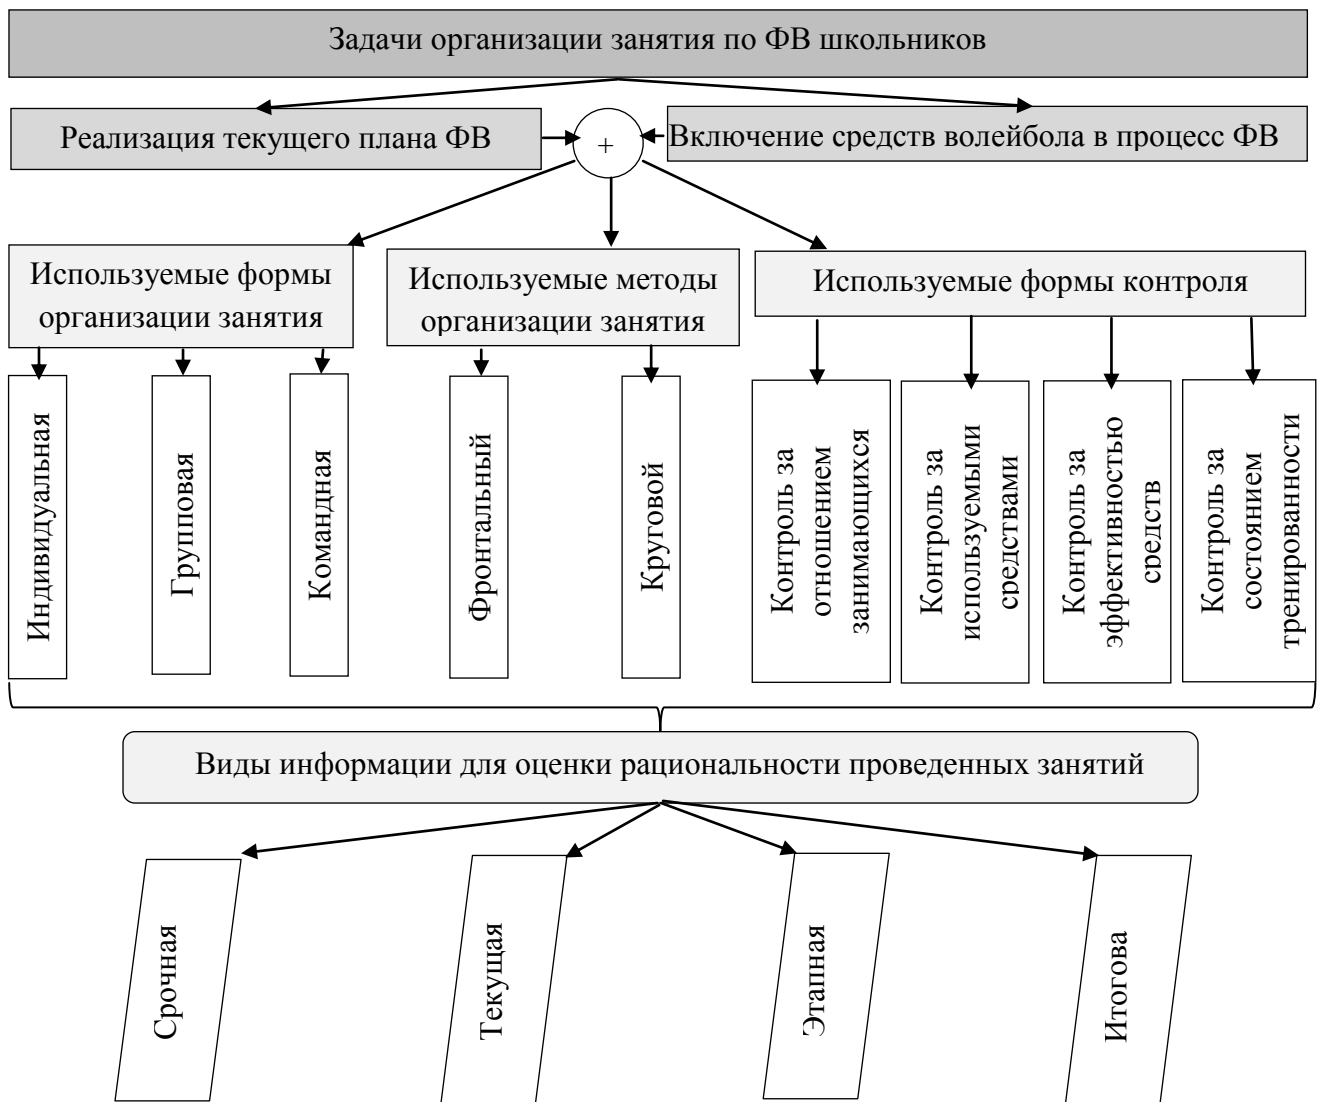 Задачи организации занятия по ФВ школьников
Реализация текущего плана ФВ
+
Включение средств волейбола в процесс ФВ
Используемые формы
организации занятия
Используемые методы
организации занятия
Используемые формы контроля
Индивидуальная
Групповая
Командная
Фронтальный
Круговой
Контроль за
отношением
занимающихся
Контроль за
используемыми
средствами
Контроль за
эффективностью
средств
Контроль за
состоянием
тренированности
Виды информации для оценки рациональности проведенных занятий
Срочная
Текущая
Этапная
Итогова